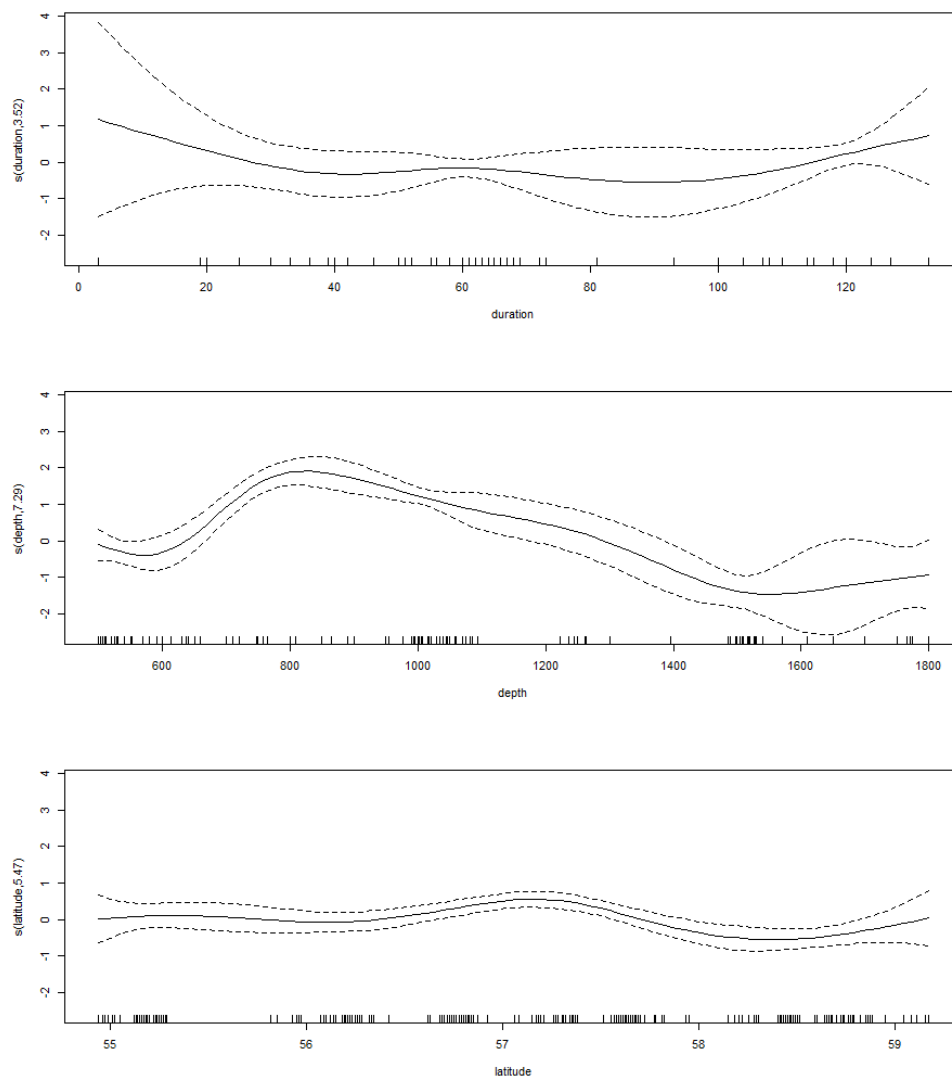 s(duration,3.52)
4
3
2
1
0
-1
-2
0 20 40 60 80 100 120
duration
s(depth,7.29)
4
3
2
1
0
-1
-2
600 800 1000 1200 1400 1600 1800
depth
s(latitude,5.47)
4
3
2
1
0
-1
-2
55 56 57 58 59
latitude